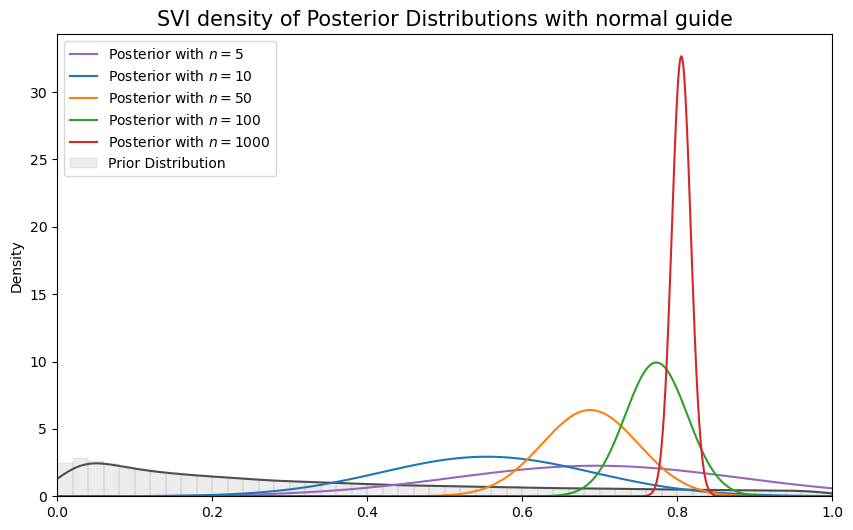 SVI density of Posterior Distributions with normal guide
Posterior with n = 5
Posterior with n = 10
Posterior with n = 50
Posterior with n = 100
Posterior with n = 1000
Prior Distribution
Density
30
25
20
15
10
5
0
0.0 0.2 0.4 0.6 0.8 1.0